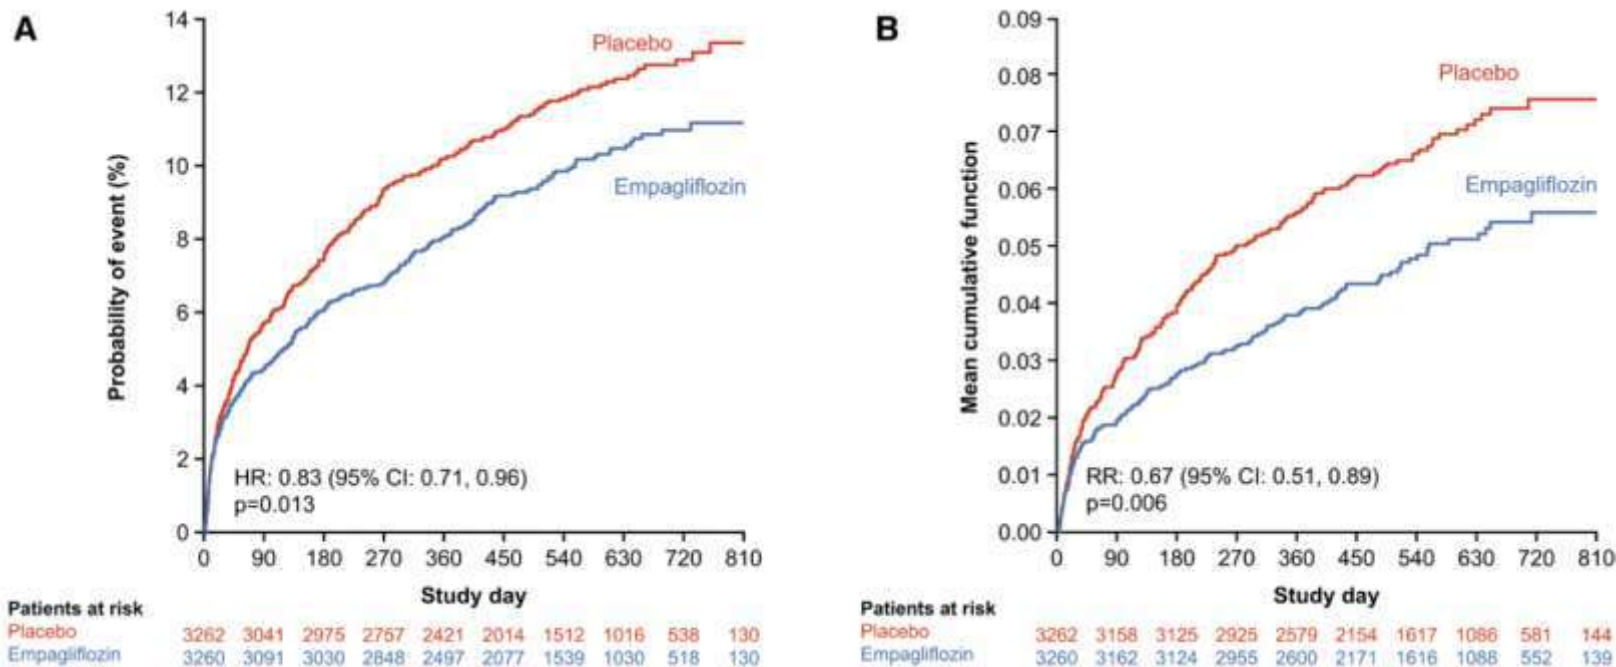 A
Probability of event (%)
14
12
10
8
6
4
2
0
Placebo
Empagliflozin
HR: 0.83 (95% CI: 0.71, 0.96)
p=0.013
0 90 180 270 360 450 540 630 720 810
Study day
Patients at risk
Placebo 3262 3041 2975 2757 2421 2014 1512 1016 538 130
Empagliflozin 3260 3091 3030 2848 2497 2077 1539 1030 518 130
B
Mean cumulative function
0.09
0.08
0.07
0.06
0.05
0.04
0.03
0.02
0.01
0.00
Placebo
Empagliflozin
RR: 0.67 (95% CI: 0.51, 0.89)
p=0.006
0 90 180 270 360 450 540 630 720 810
Study day
Patients at risk
Placebo 3262 3158 3125 2925 2579 2154 1617 1086 581 144
Empagliflozin 3260 3162 3124 2955 2600 2171 1616 1088 552 139